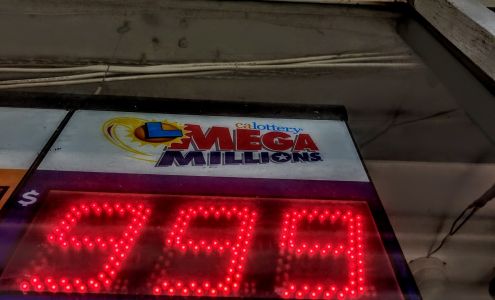 calottery
MEGA
MILLIONS
$
999